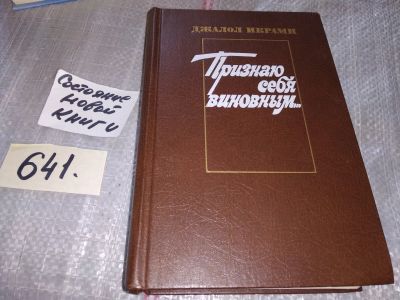 ДЖАЛОЛ ИКРАМИ
Признаю
себя
виновным...
Состояние
новой
книги
641.